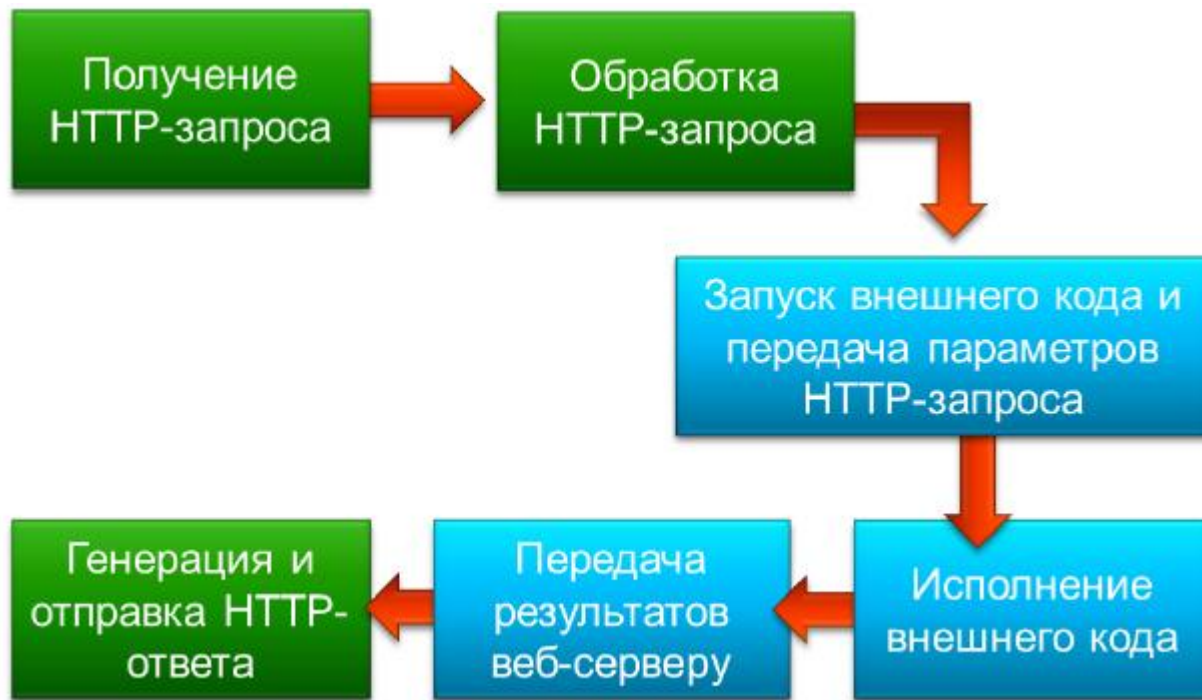 Получение
HTTP-запроса
Обработка
HTTP-запроса
Запуск внешнего кода и
передача параметров
HTTP-запроса
Исполнение
внешнего кода
Передача
результатов
веб-серверу
Генерация и
отправка HTTP-
ответа